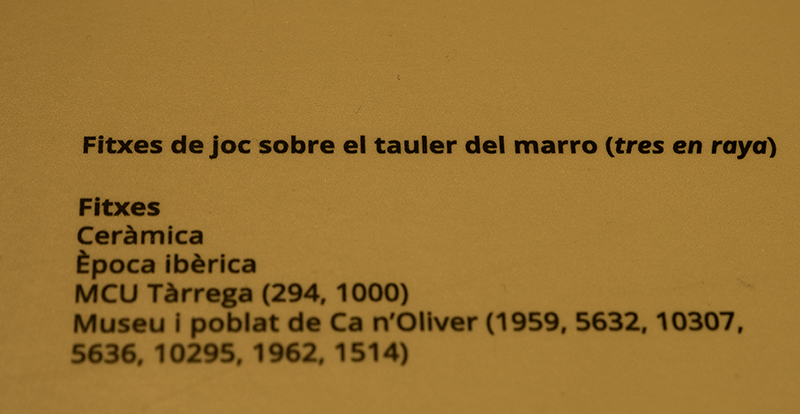 Fitxes de joc sobre el tauler del marro (tres en raya)
Fitxes
Ceràmica
Època ibèrica
MCU Tàrrega (294, 1000)
Museu i poblat de Ca n’Oliver (1959, 5632, 10307,
5636, 10295, 1962, 1514)